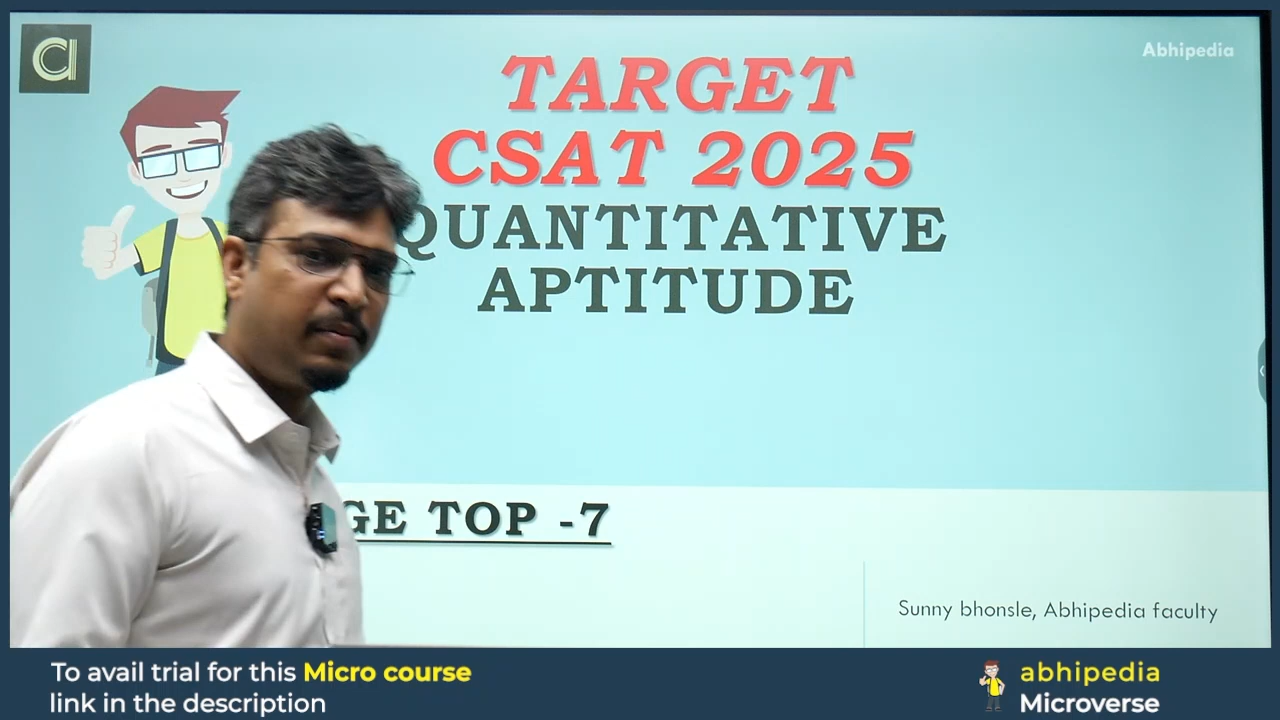 Abhipedia
TARGET
CSAT 2025
QUANTITATIVE
APTITUDE
TOP -7
Sunny bhonsle, Abhipedia faculty
To avail trial for this Micro course
link in the description
abhipedia
Microverse